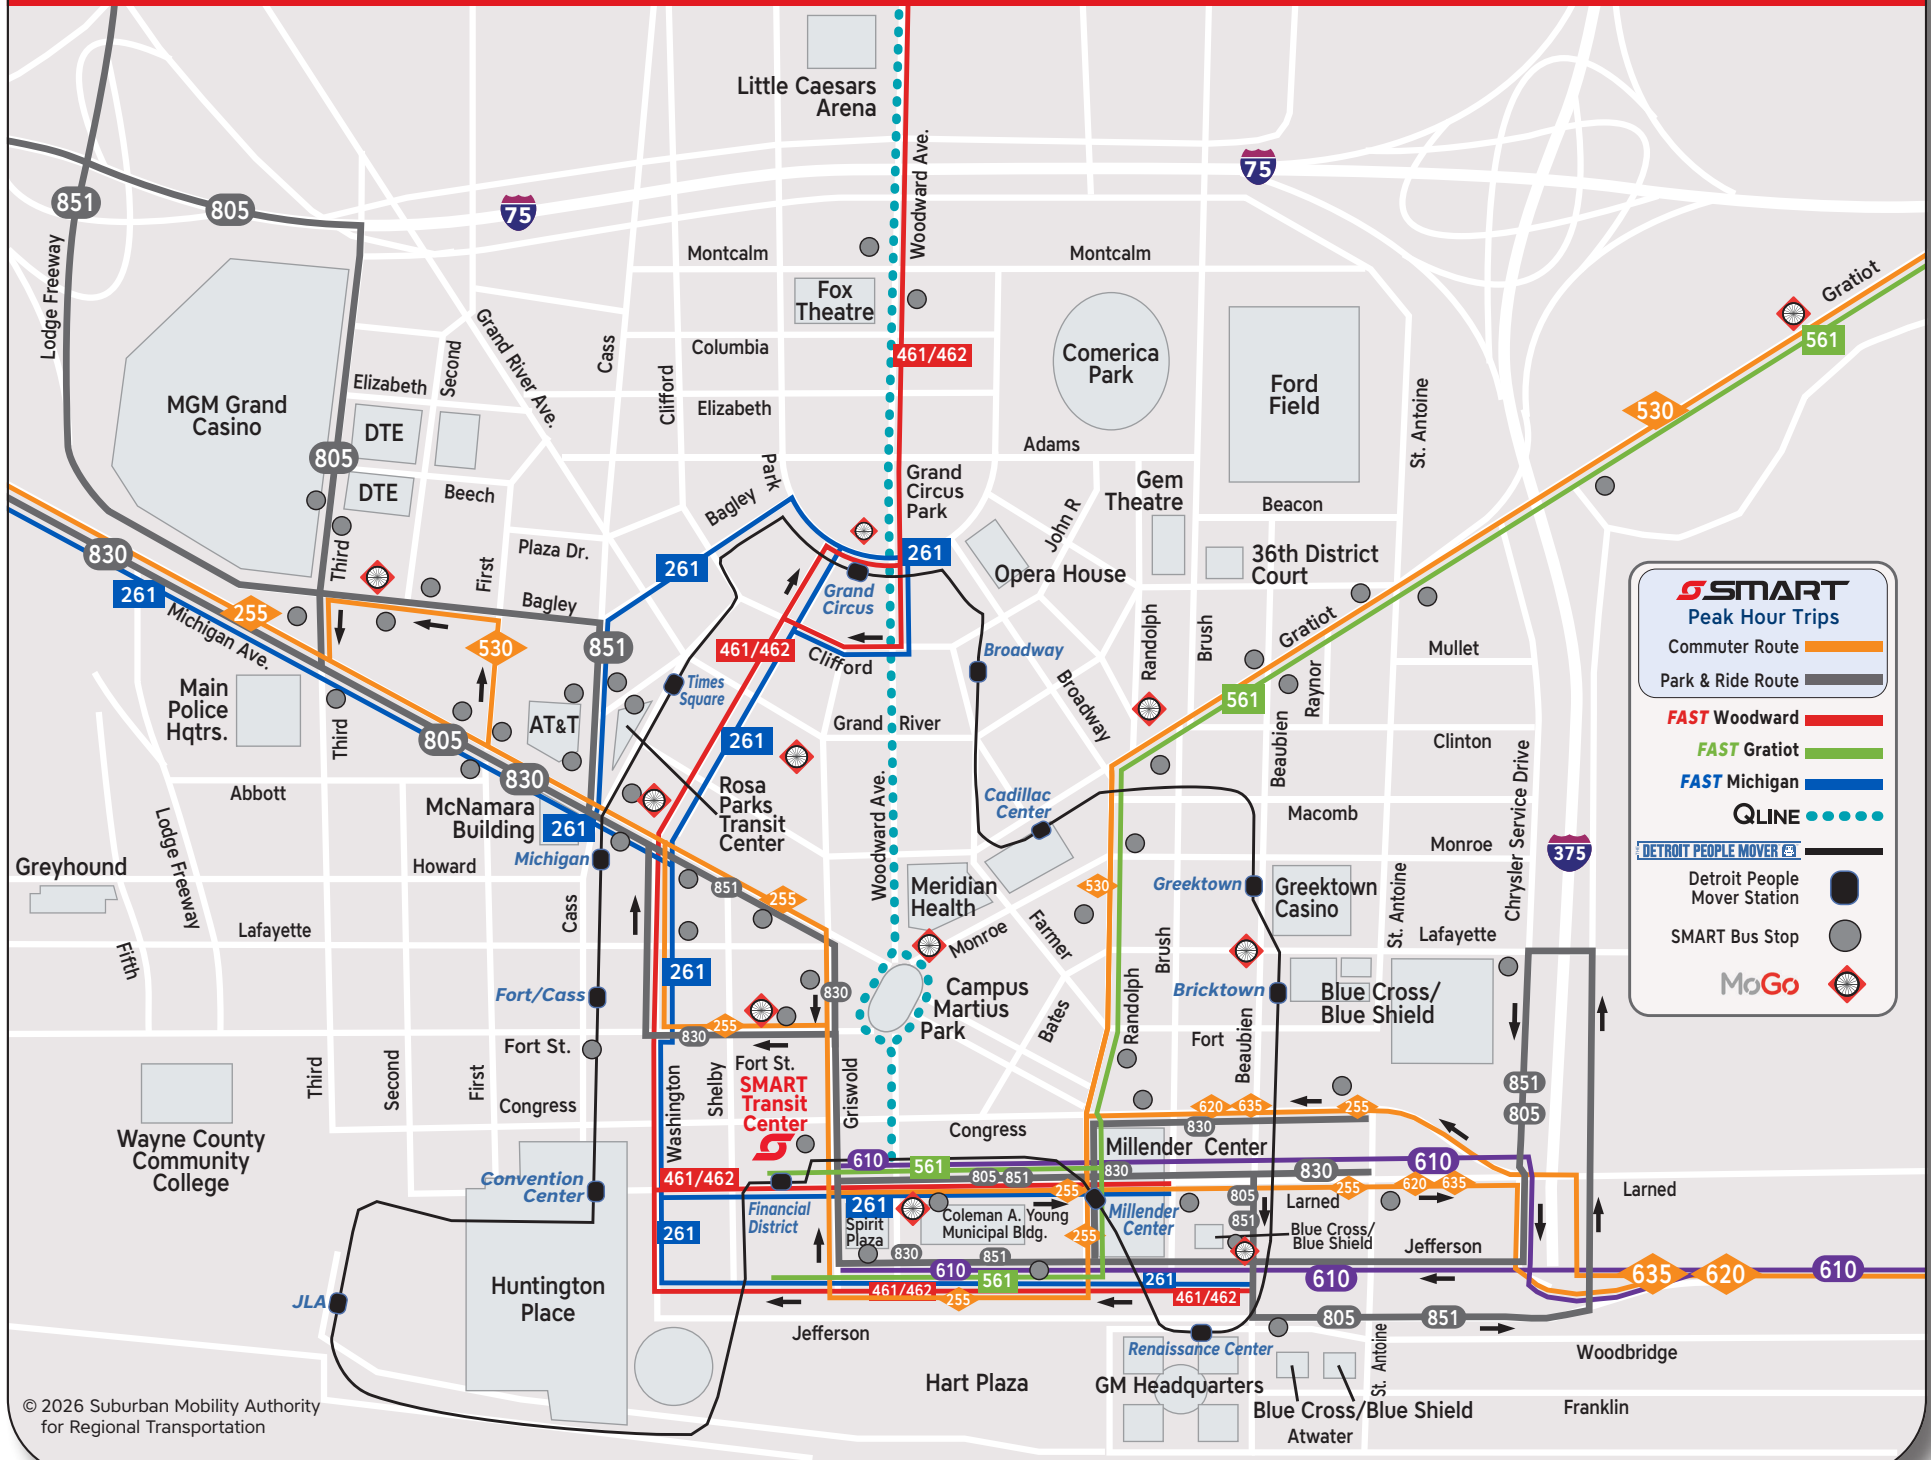 Little Caesars
Arena
Woodward Ave.
75
75
851
805
Lodge Freeway
Montcalm
Montcalm
Fox
Theatre
Gratiot
561
Grand River Ave.
Cass
Second
Columbia
461/462
Comerica
Park
Ford
Field
Elizabeth
Clifford
Elizabeth
St. Antoine
530
MGM Grand
Casino
DTE
805
DTE
Beech
Adams
Park
Bagley
Grand
Circus
Park
Gem
Theatre
John R
Beacon
830
261
Third
First
Plaza Dr.
261
261
Opera House
36th District
Court
Grand
Circus
255
Michigan Ave.
Bagley
530
851
461/462
Clifford
Broadway
Broadway
Randolph
Brush
Gratiot
Mullet
SMART
Peak Hour Trips
Commuter Route
Park & Ride Route
FAST Woodward
FAST Gratiot
FAST Michigan
QLINE
DETROIT PEOPLE MOVER
Detroit People
Mover Station
SMART Bus Stop
MoGo
Main
Police
Hqtrs.
Third
Times
Square
561
Raynor
Beaubien
AT&T
805
830
261
Grand River
Clinton
Chrysler Service Drive
Abbott
McNamara
Building
261
Rosa
Parks
Transit
Center
Woodward Ave.
Cadillac
Center
Macomb
Monroe
375
Greyhound
Lodge Freeway
Howard
Michigan
851
255
Meridian
Health
530
Greektown
Greektown
Casino
Cass
Lafayette
Fifth
Monroe
Farmer
Brush
St. Antoine
Lafayette
261
Fort/Cass
830
Campus
Martius
Park
Bates
Randolph
Bricktown
Blue Cross/
Blue Shield
255
830
Fort St.
Fort St.
Fort
Beaubien
Third
Second
First
Congress
Washington
Shelby
SMART
Transit
Center
Griswold
851
805
Wayne County
Community
College
Congress
620
635
255
830
Millender Center
610
561
830
830
610
Convention
Center
461/462
805
851
255
805
255
620
635
Larned
Larned
261
Financial
District
261
Spirit
Plaza
Coleman A. Young
Municipal Bldg.
Millender
Center
255
851
Blue Cross/
Blue Shield
Jefferson
830
851
610
561
261
610
635
620
610
JLA
Huntington
Place
461/462
255
461/462
805
851
Jefferson
Renaissance Center
St. Antoine
Woodbridge
Hart Plaza
GM Headquarters
Blue Cross/Blue Shield
Franklin
Atwater
© 2026 Suburban Mobility Authority
for Regional Transportation